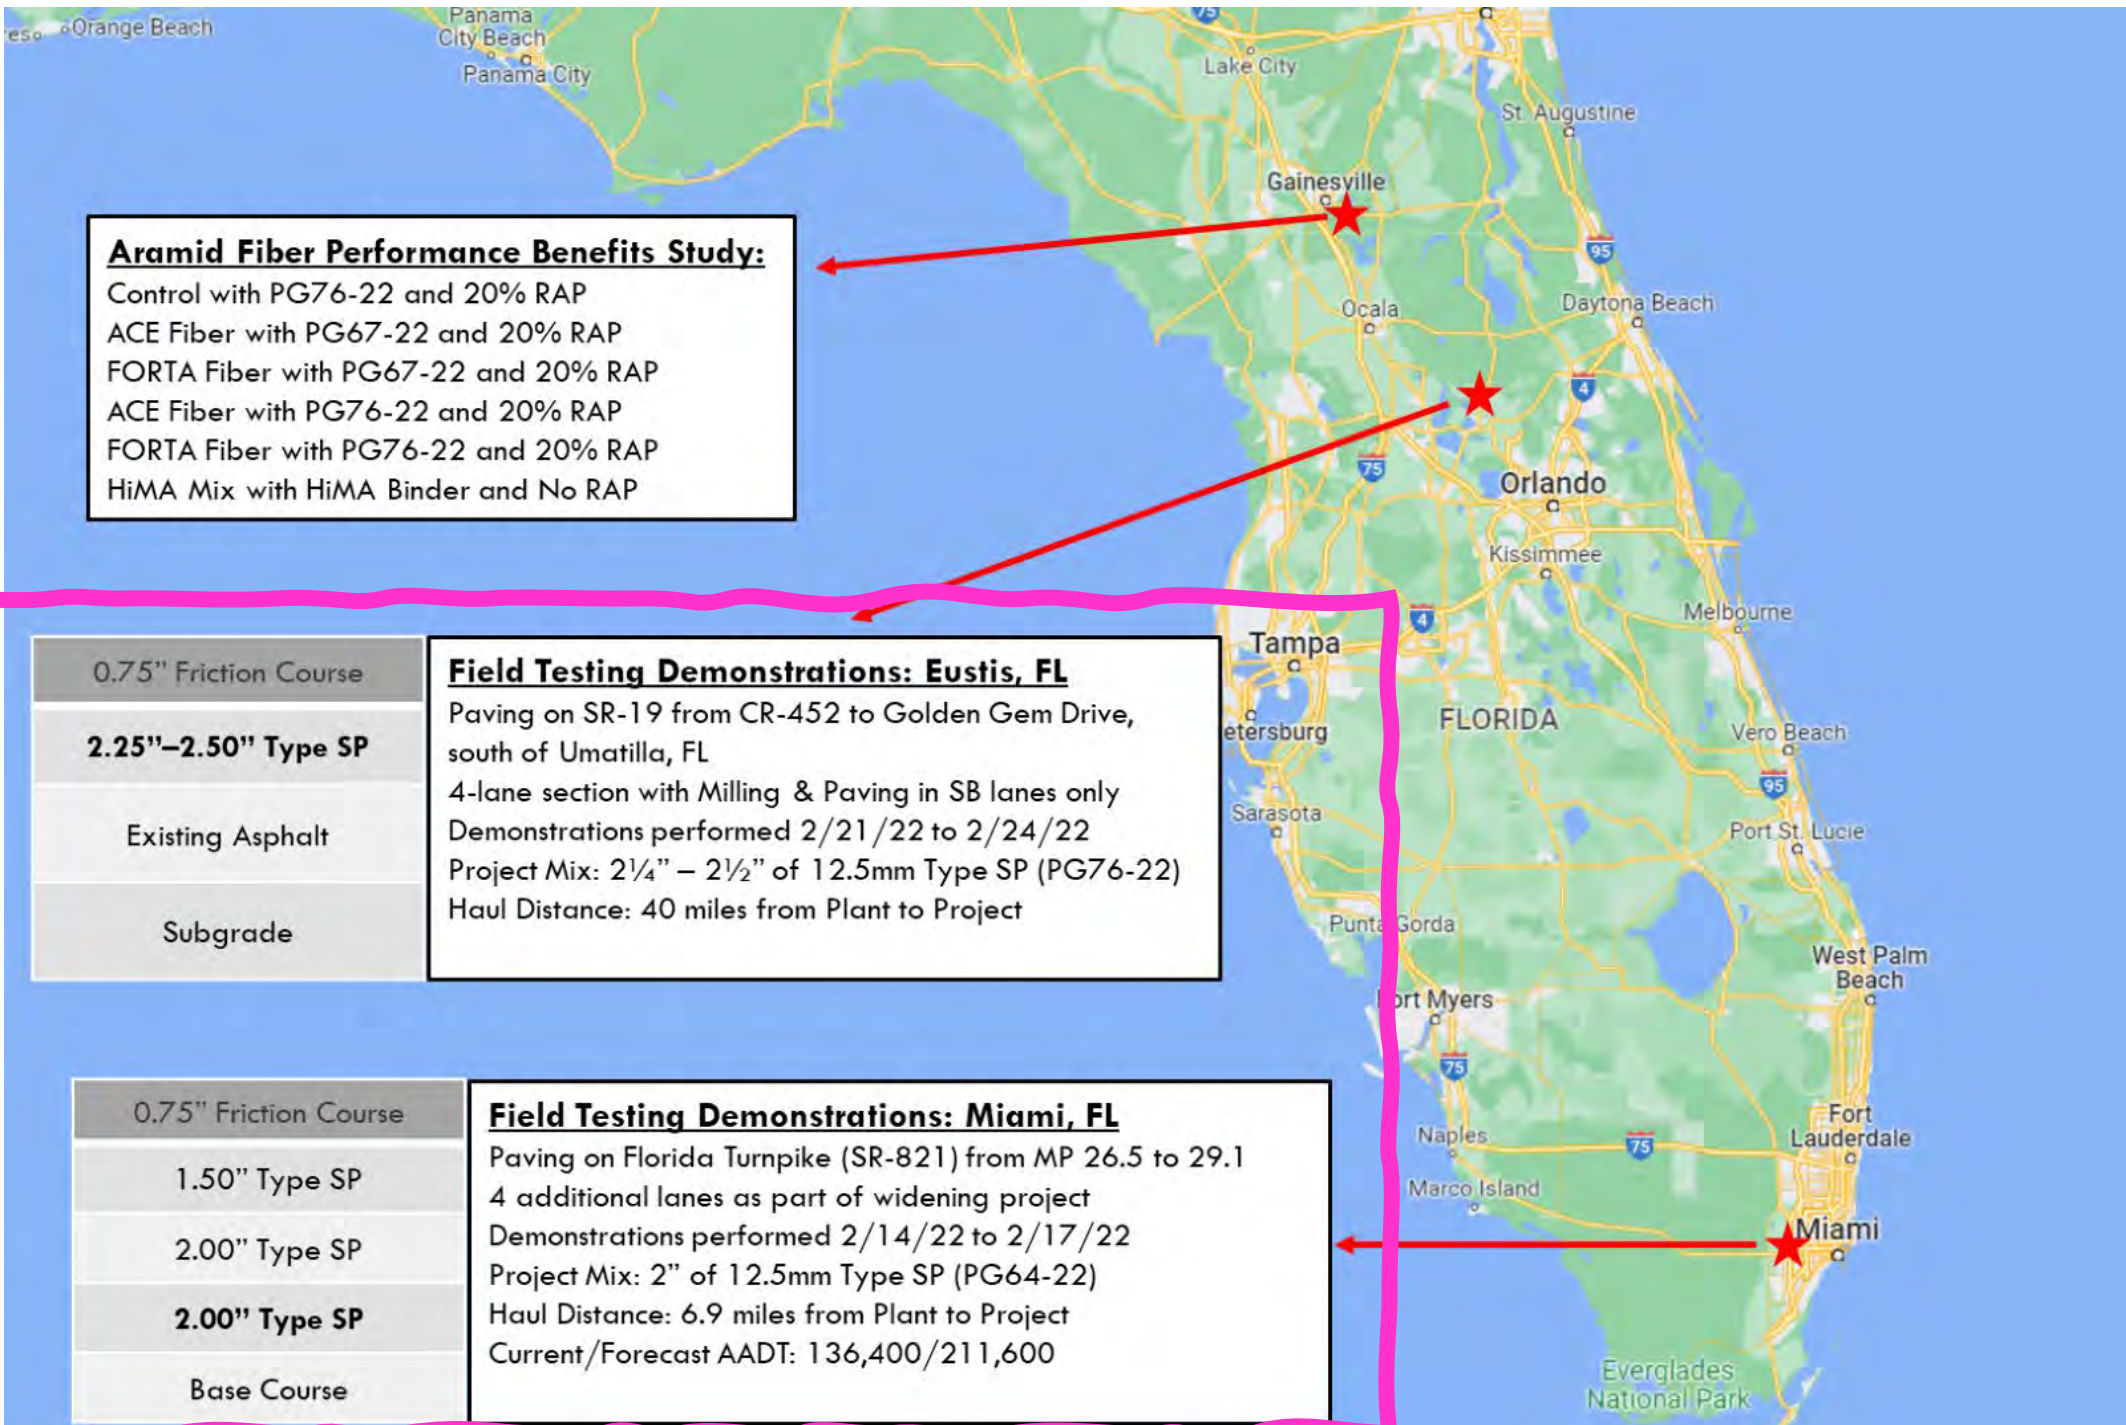 Orange Beach
Panama
City Beach
Panama City
75
Lake City
St. Augustine
Gainesville
95
Aramid Fiber Performance Benefits Study:
Control with PG76-22 and 20% RAP
ACE Fiber with PG67-22 and 20% RAP
FORTA Fiber with PG67-22 and 20% RAP
ACE Fiber with PG76-22 and 20% RAP
FORTA Fiber with PG76-22 and 20% RAP
HiMA Mix with HiMA Binder and No RAP
Ocala
Daytona Beach
4
75
Orlando
Kissimmee
Melbourne
4
Tampa
etersburg
FLORIDA
Vero Beach
95
Sarasota
Port St. Lucie
Punta Gorda
West Palm
Beach
Fort Myers
75
0.75” Friction Course
2.25”–2.50” Type SP
Existing Asphalt
Subgrade
Field Testing Demonstrations: Eustis, FL
Paving on SR-19 from CR-452 to Golden Gem Drive,
south of Umatilla, FL
4-lane section with Milling & Paving in SB lanes only
Demonstrations performed 2/21/22 to 2/24/22
Project Mix: 2¼” – 2½” of 12.5mm Type SP (PG76-22)
Haul Distance: 40 miles from Plant to Project
0.75” Friction Course
1.50” Type SP
2.00” Type SP
2.00” Type SP
Base Course
Field Testing Demonstrations: Miami, FL
Paving on Florida Turnpike (SR-821) from MP 26.5 to 29.1
4 additional lanes as part of widening project
Demonstrations performed 2/14/22 to 2/17/22
Project Mix: 2” of 12.5mm Type SP (PG64-22)
Haul Distance: 6.9 miles from Plant to Project
Current/Forecast AADT: 136,400/211,600
Fort
Lauderdale
Naples
75
Marco Island
Miami
Everglades
National Park